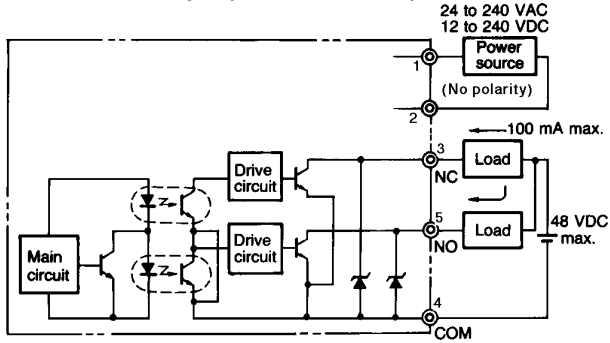 24 to 240 VAC
12 to 240 VDC
Power
source
1
(No polarity)
2
100 mA max.
3
Load
NC
Drive
circuit
5
Load
NO
48 VDC
max.
Drive
circuit
Main
circuit
4
COM